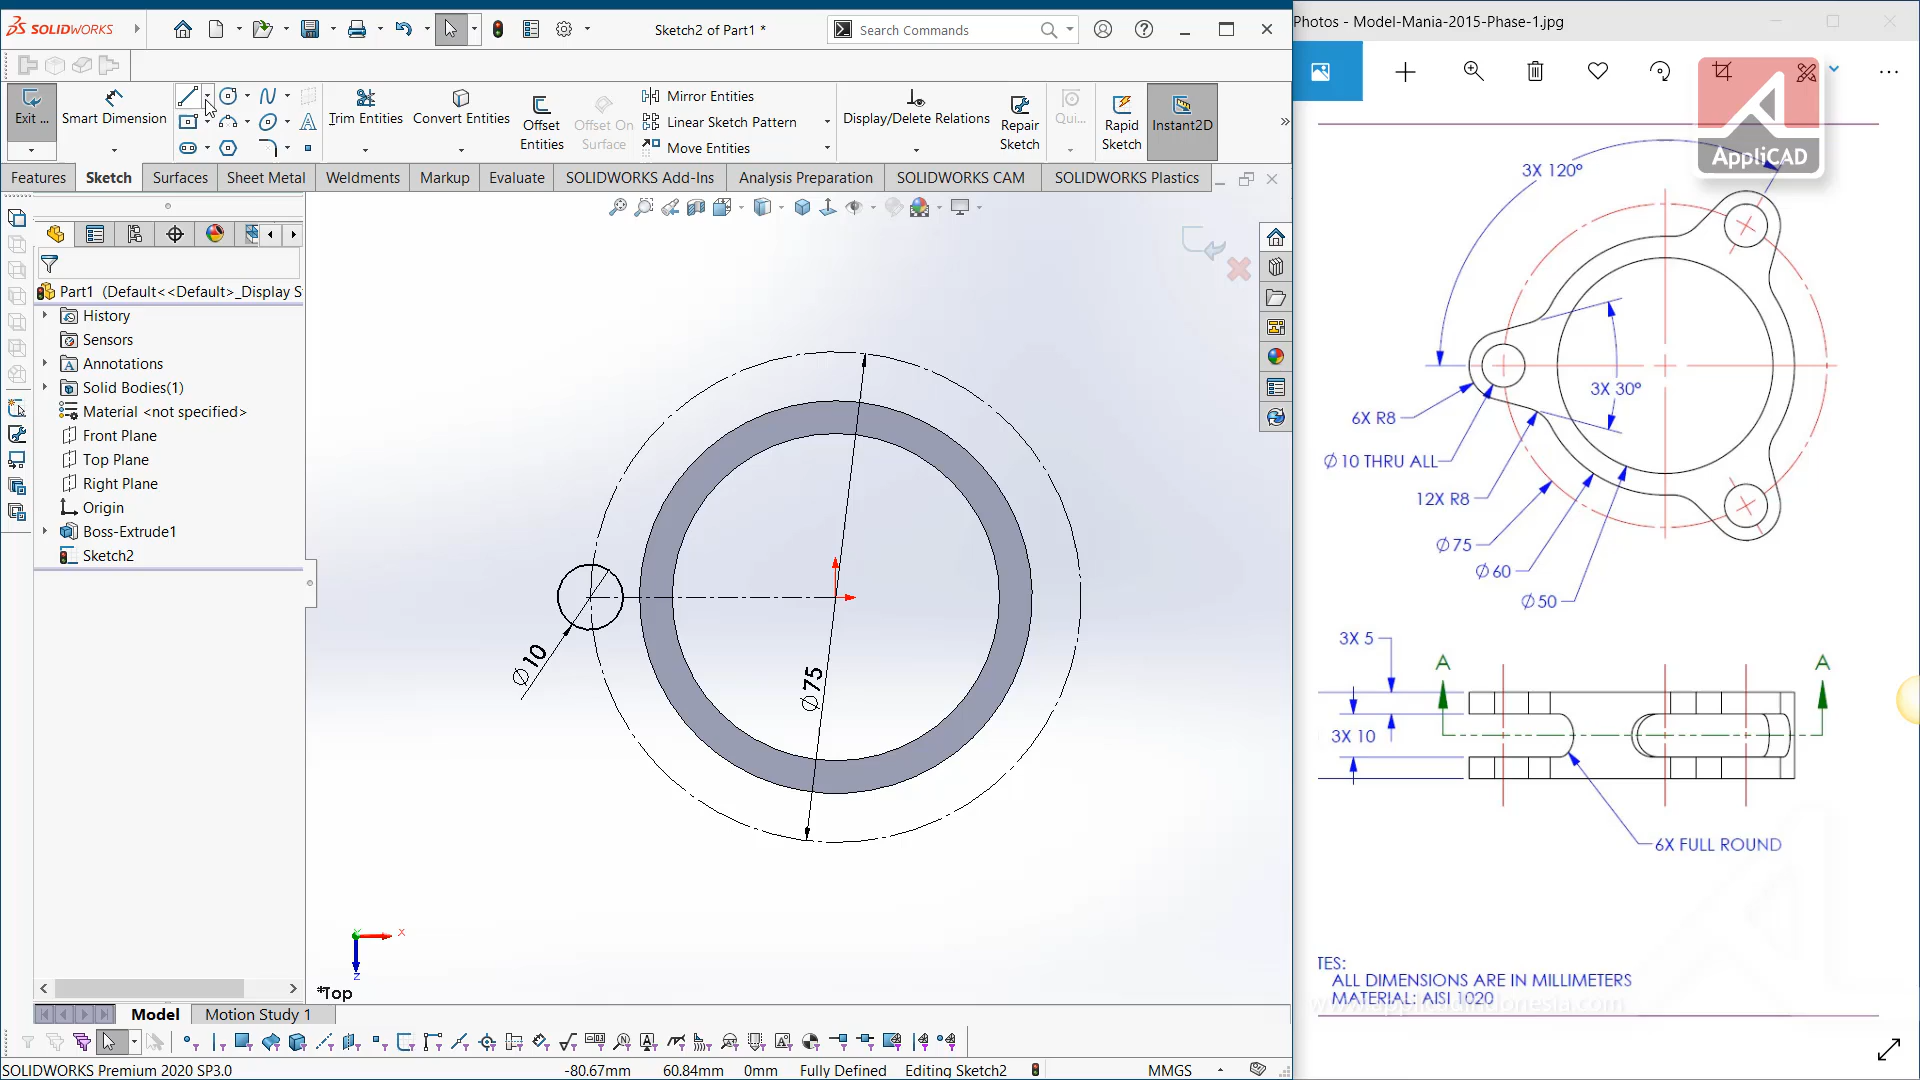 SOLIDWORKS
Sketch2 of Part1 *
Search Commands
Photos - Model-Mania-2015-Phase-1.jpg
Exit ...
Smart Dimension
Trim Entities
Convert Entities
Offset Entities
Offset On Surface
Mirror Entities
Linear Sketch Pattern
Move Entities
Display/Delete Relations
Repair Sketch
Qui...
Rapid Sketch
Instant2D
AppliCAD
Features
Sketch
Surfaces
Sheet Metal
Weldments
Markup
Evaluate
SOLIDWORKS Add-Ins
Analysis Preparation
SOLIDWORKS CAM
SOLIDWORKS Plastics
Part1 (Default<<Default>_Display S
History
Sensors
Annotations
Solid Bodies(1)
Material <not specified>
Front Plane
Top Plane
Right Plane
Origin
Boss-Extrude1
Sketch2
Ø10
Ø75
X
Z
*Top
3X 120°
3X 30°
6X R8
Ø10 THRU ALL
12X R8
Ø75
Ø60
Ø50
3X 5
A
A
3X 10
6X FULL ROUND
TES:
ALL DIMENSIONS ARE IN MILLIMETERS
MATERIAL: AISI 1020
Model
Motion Study 1
SOLIDWORKS Premium 2020 SP3.0
-80.67mm
60.84mm
0mm
Fully Defined
Editing Sketch2
MMGS